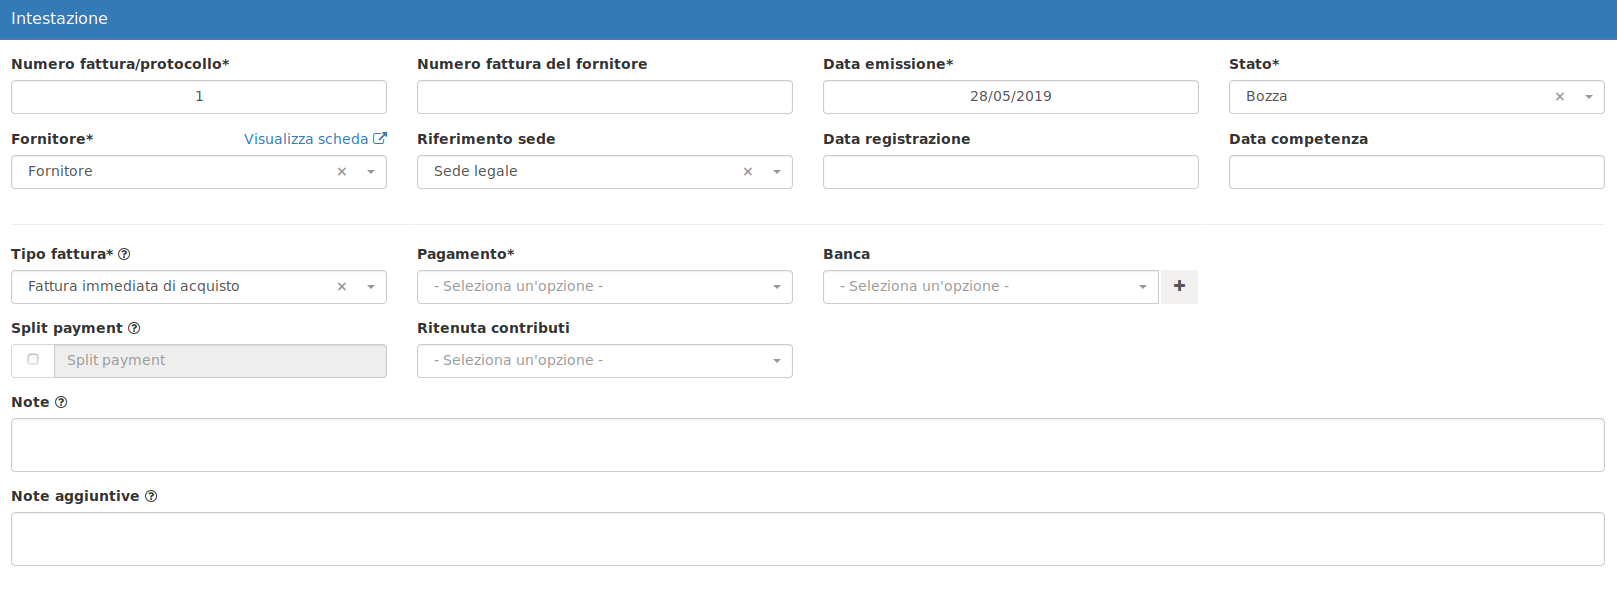 Intestazione
Numero fattura/protocollo* Numero fattura del fornitore Data emissione* Stato*
1 28/05/2019 Bozza × 
Fornitore* Visualizza scheda Riferimento sede Data registrazione Data competenza
Fornitore × Sede legale ×
Tipo fattura* Pagamento* Banca
Fattura immediata di acquisto × - Seleziona un'opzione - - Seleziona un'opzione - +
Split payment Ritenuta contributi
Split payment - Seleziona un'opzione -
Note
Note aggiuntive